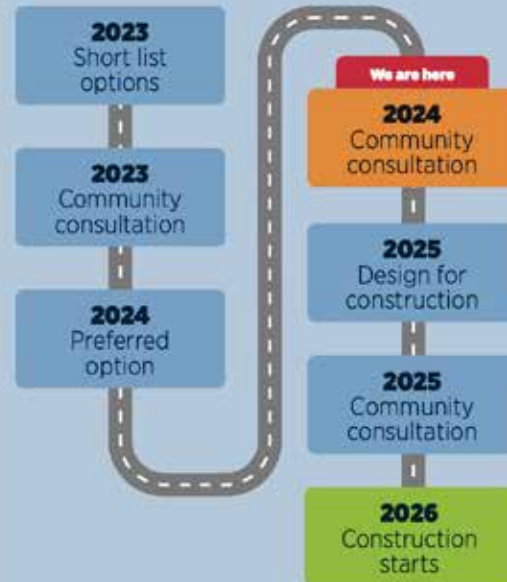 2023
Short list
options
2023
Community
consultation
2024
Preferred
option
We are here
2024
Community
consultation
2025
Design for
construction
2025
Community
consultation
2026
Construction
starts